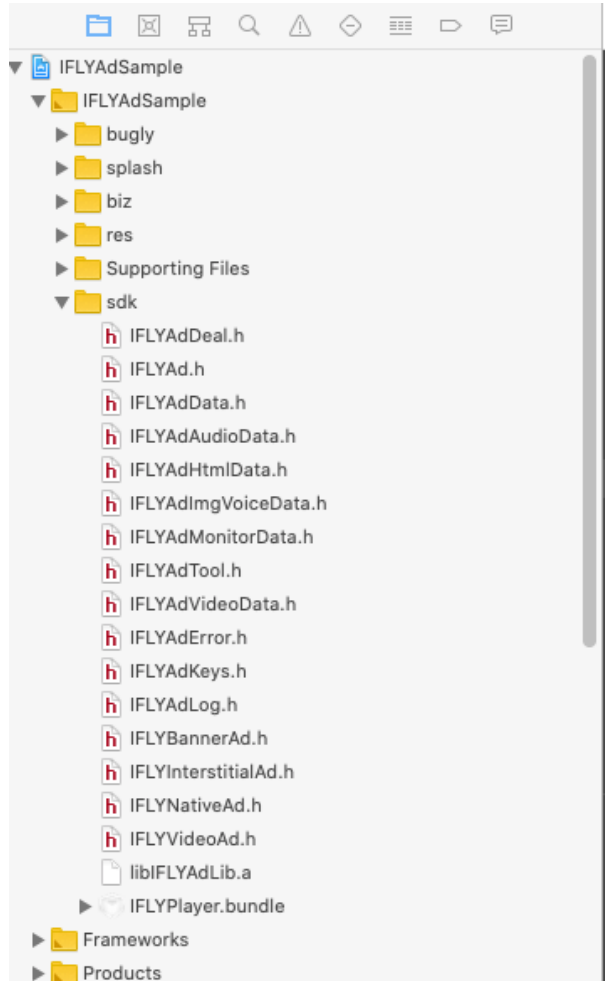 IFLYAdSample
IFLYAdSample
bugly
splash
biz
res
Supporting Files
sdk
IFLYAdDeal.h
IFLYAd.h
IFLYAdData.h
IFLYAdAudioData.h
IFLYAdHtmlData.h
IFLYAdImgVoiceData.h
IFLYAdMonitorData.h
IFLYAdTool.h
IFLYAdVideoData.h
IFLYAdError.h
IFLYAdKeys.h
IFLYAdLog.h
IFLYBannerAd.h
IFLYInterstitialAd.h
IFLYNativeAd.h
IFLYVideoAd.h
libIFLYAdLib.a
IFLYPlayer.bundle
Frameworks
Products